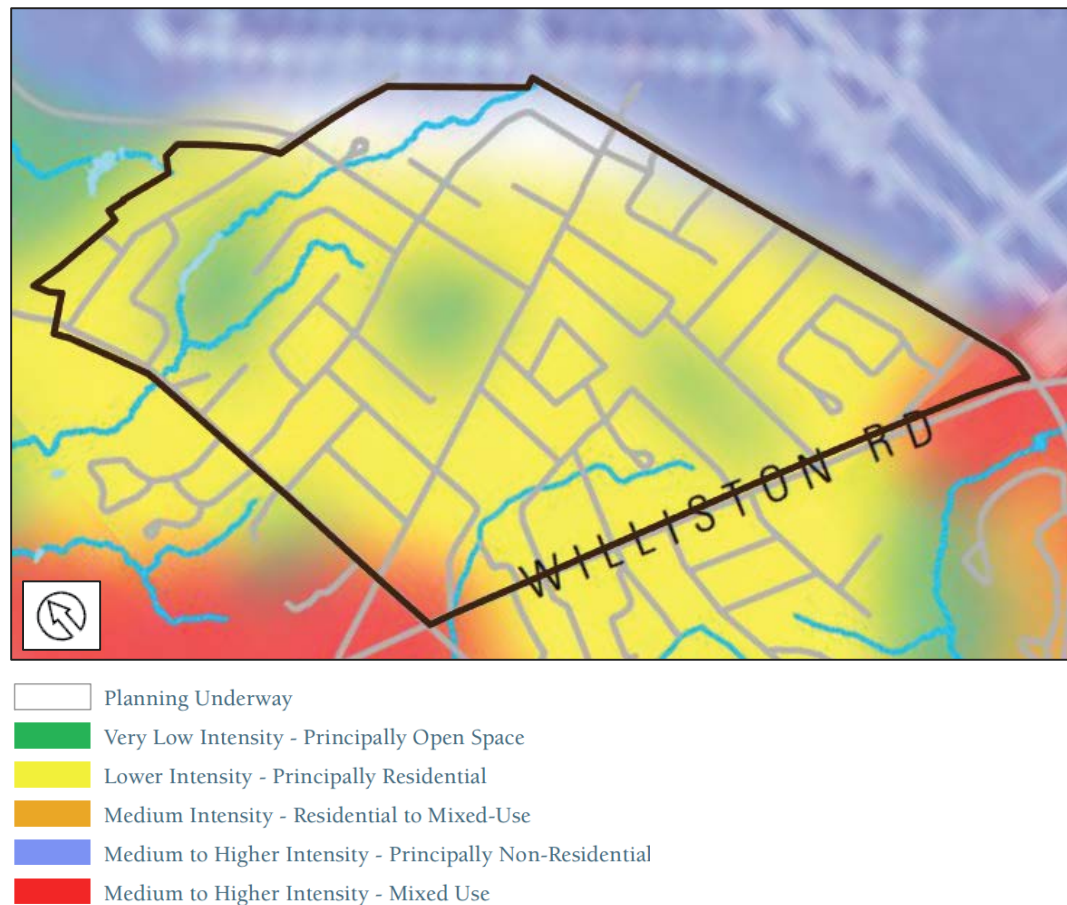 WILLISTON RD
Planning Underway
Very Low Intensity - Principally Open Space
Lower Intensity - Principally Residential
Medium Intensity - Residential to Mixed-Use
Medium to Higher Intensity - Principally Non-Residential
Medium to Higher Intensity - Mixed Use